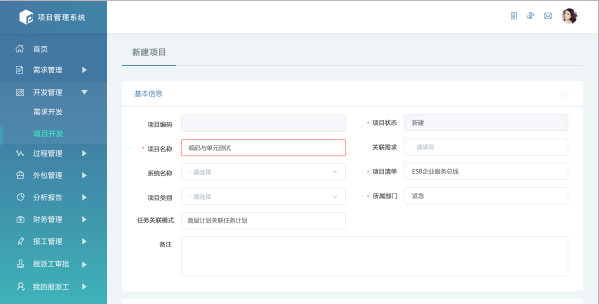 项目管理系统
首页
需求管理
开发管理
需求开发
项目开发
过程管理
外包管理
分析报告
财务管理
报工管理
报派工审批
我的报派工
新建项目
基本信息
项目编码
* 项目状态 新建
* 项目名称 编码与单元测试
关联需求 - 请填写
系统名称 - 请选择
* 项目清单 ESB企业服务总线
项目类别 - 请选择
* 所属部门 紧急
任务关联模式 首层计划关联任务计划
备注